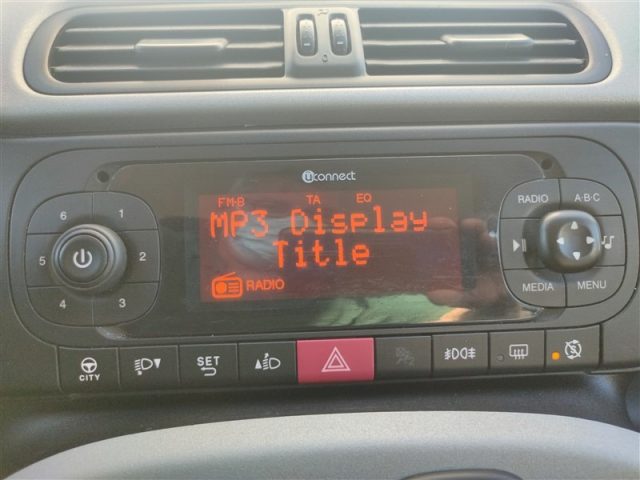 uconnect
FM-B TA EQ
MP3 Display
Title
RADIO
6 1
5 2
4 3
RADIO A·B·C
MEDIA MENU
CITY
SET